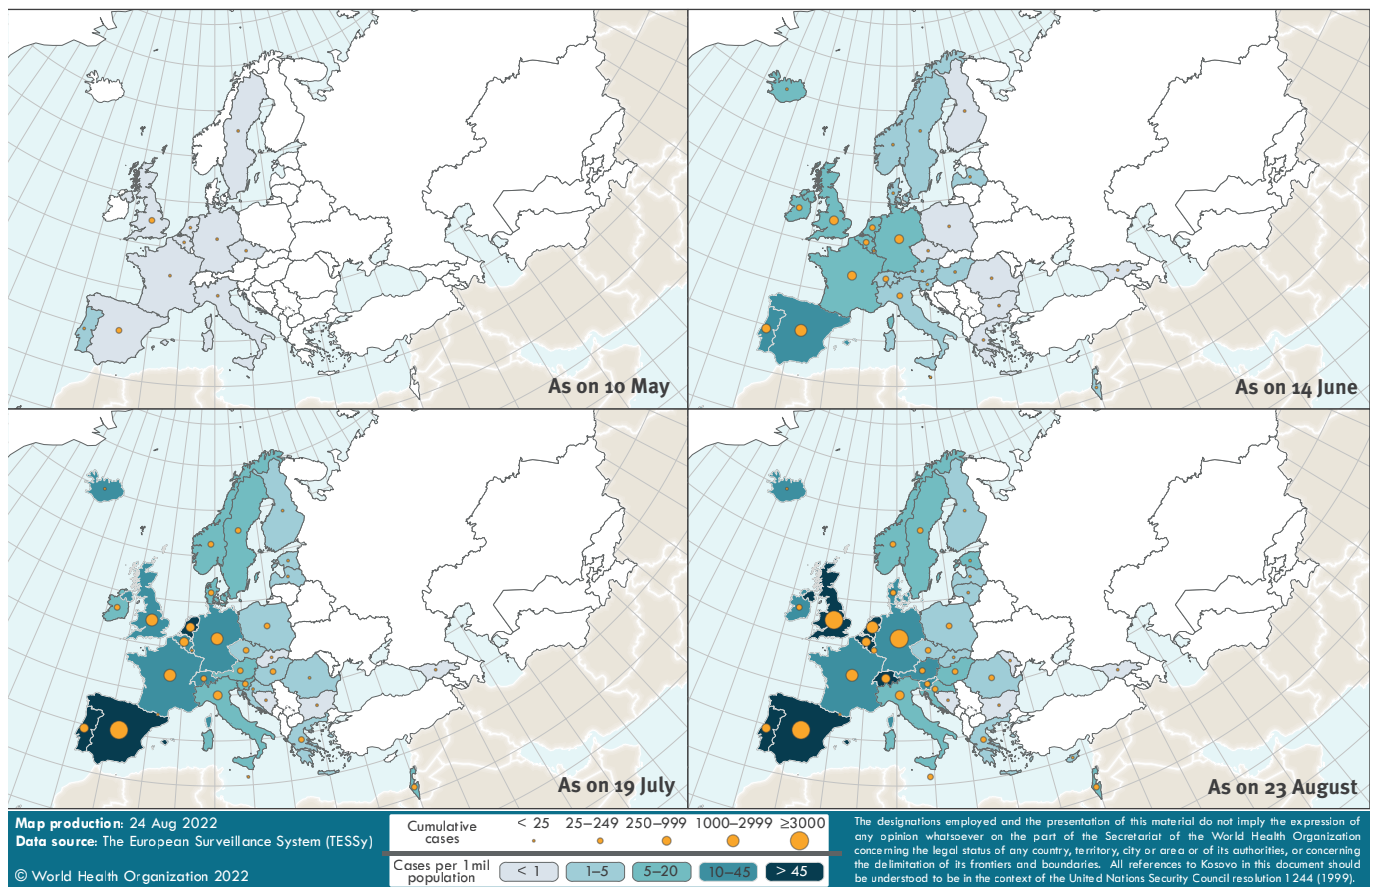 As on 10 May
As on 14 June
As on 19 July
As on 23 August
Map production: 24 Aug 2022
Data source: The European Surveillance System (TESSy)
© World Health Organization 2022
Cumulative
cases
< 25 25–249 250–999 1000–2999 ≥3000
Cases per 1mil
population
< 1 1–5 5–20 10–45 > 45
The designations employed and the presentation of this material do not imply the expression of
any opinion whatsoever on the part of the Secretariat of the World Health Organization
concerning the legal status of any country, territory, city or area or of its authorities, or concerning
the delimitation of its frontiers and boundaries. All references to Kosovo in this document should
be understood to be in the context of the United Nations Security Council resolution 1244 (1999).